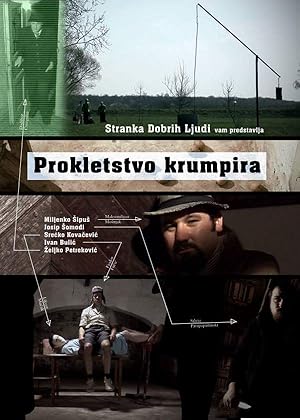 Stranka Dobrih Ljudi vam predstavlja
Prokletstvo krumpira
Miljenko Šipuš
Josip Šomođi
Srećko Kovačević
Ivan Bulić
Željko Petreković